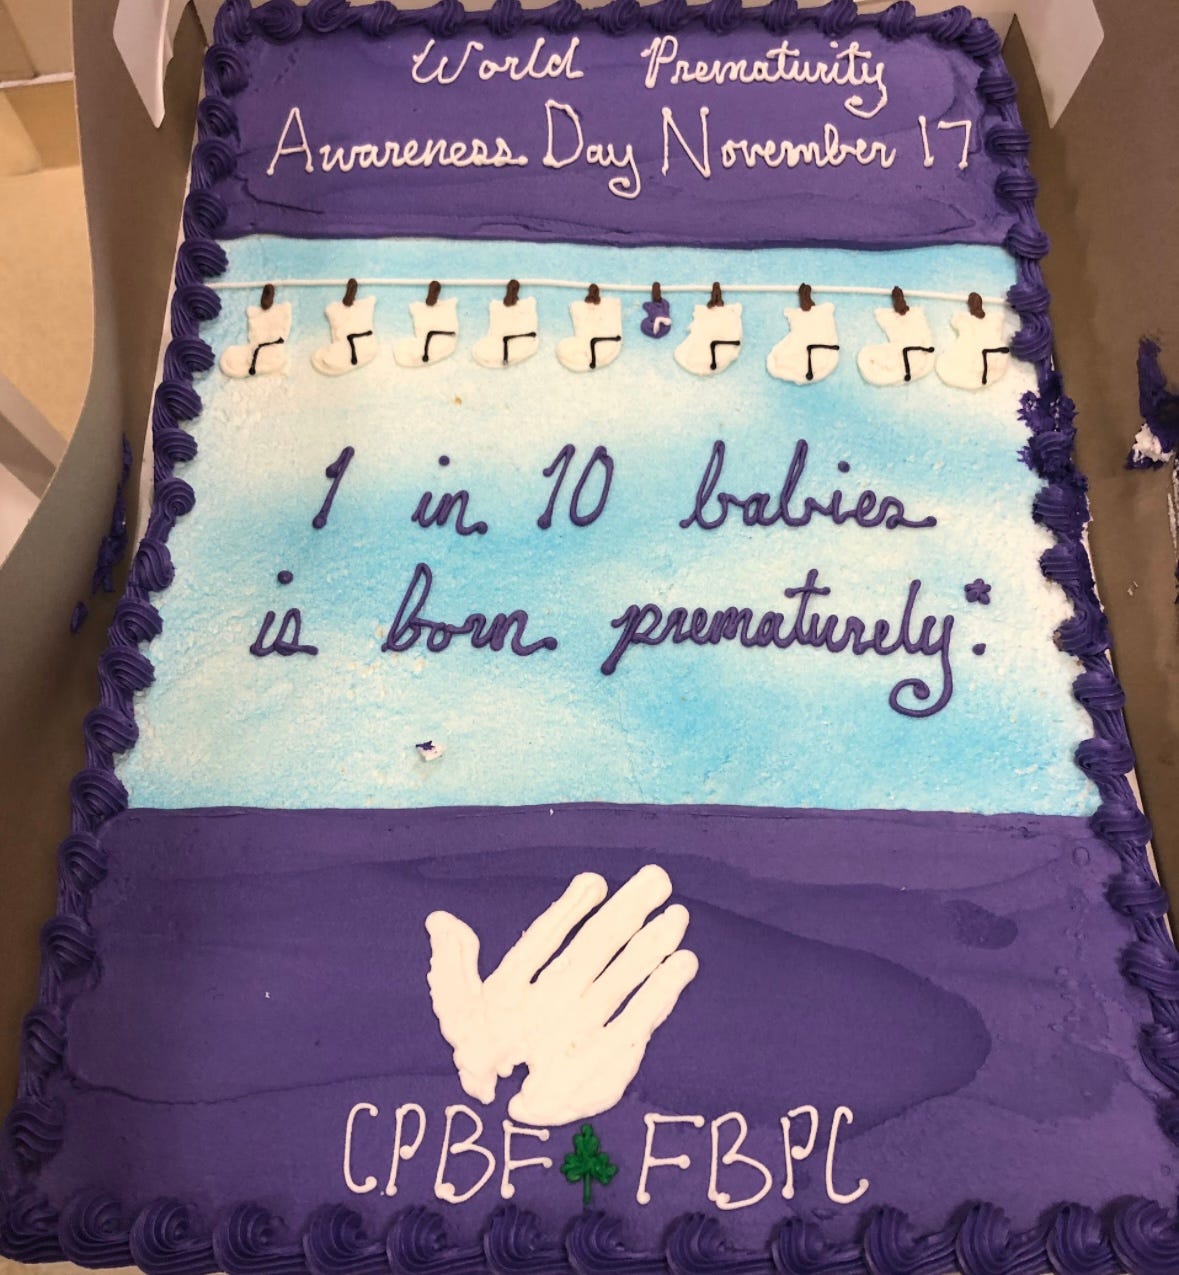 World Prematurity
Awareness Day November 17
1 in 10 babies
is born prematurely*.
CPBF FBPC